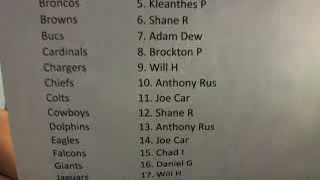 Broncos 5. Kleanthes P
Browns 6. Shane R
Bucs 7. Adam Dew
Cardinals 8. Brockton P
Chargers 9. Will H
Chiefs 10. Anthony Rus
Colts 11. Joe Car
Cowboys 12. Shane R
Dolphins 13. Anthony Rus
Eagles 14. Joe Car
Falcons 15. Chad I
Giants 16. Daniel G
Jaguars 17. Will H